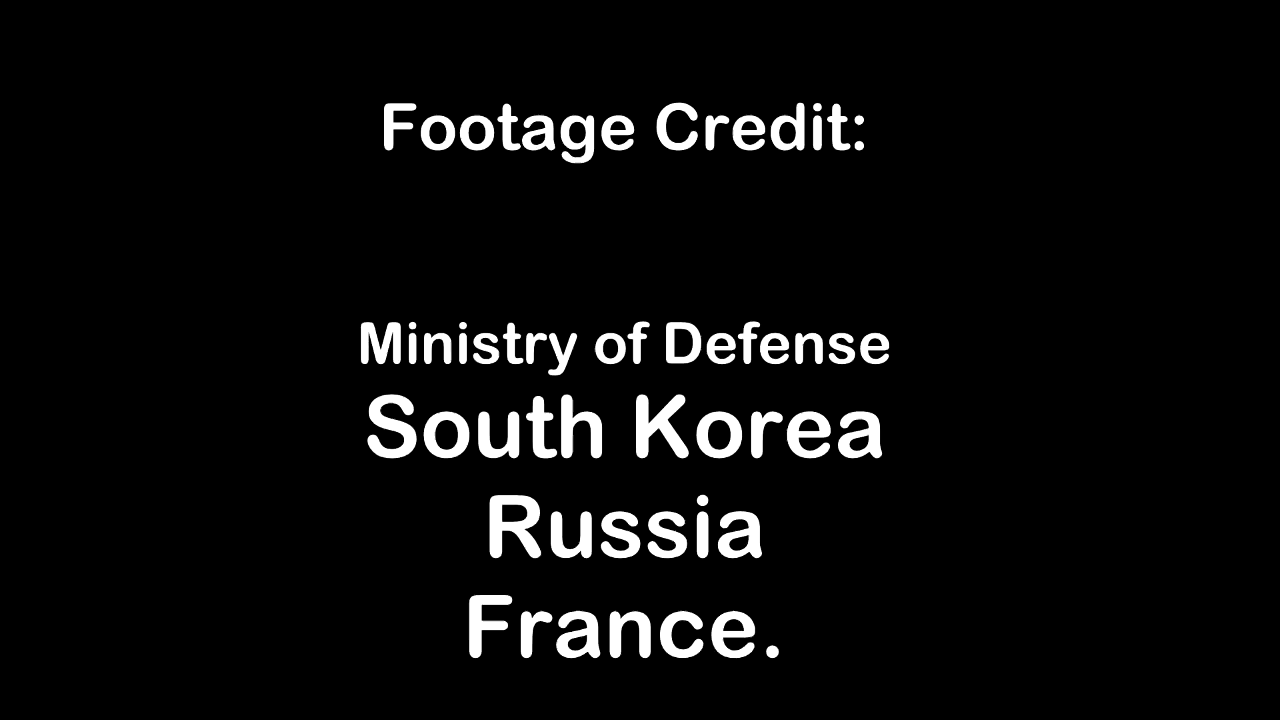 Footage Credit:
Ministry of Defense
South Korea
Russia
France.